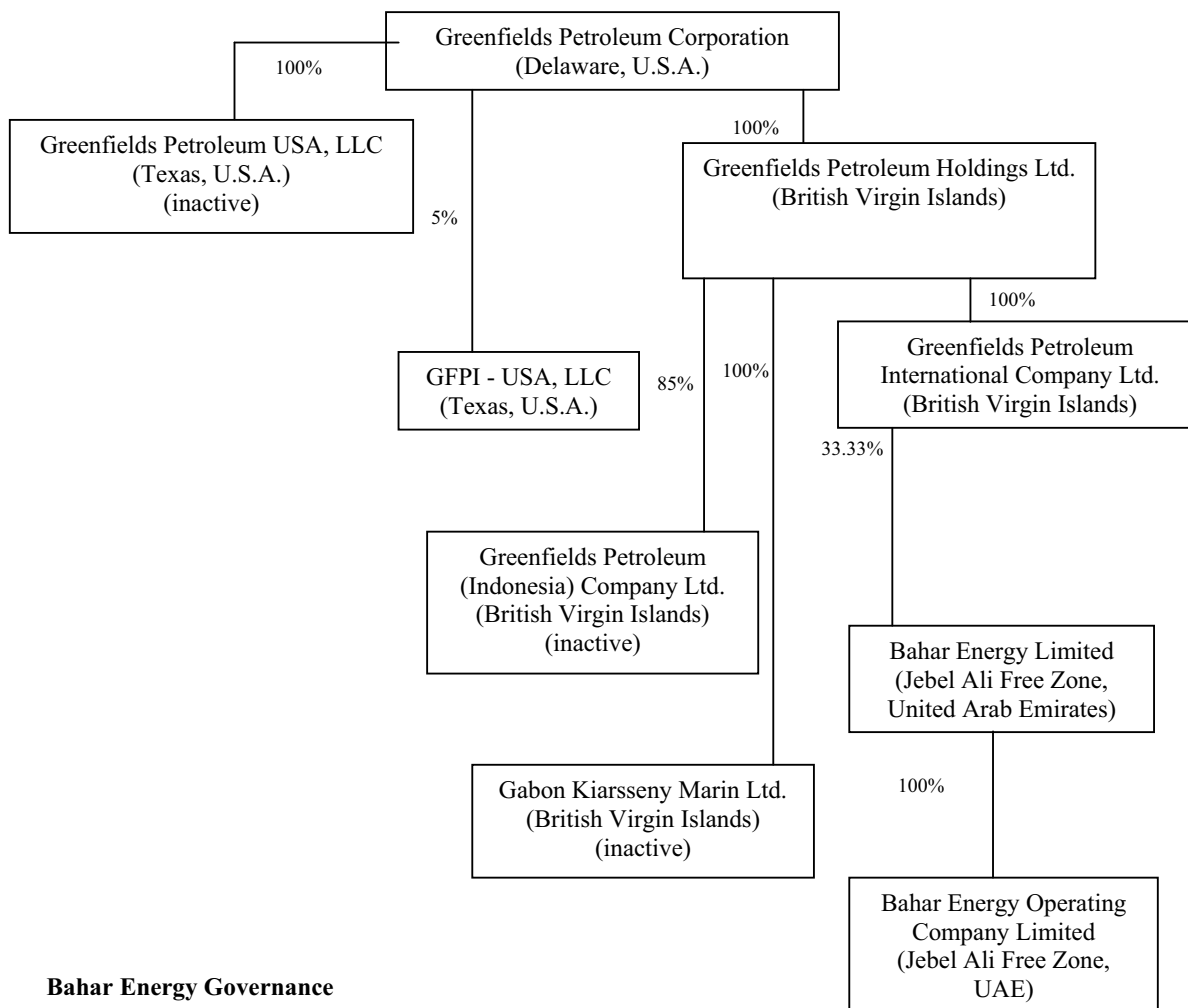 Greenfields Petroleum Corporation
(Delaware, U.S.A.)
100%
Greenfields Petroleum USA, LLC
(Texas, U.S.A.)
(inactive)
100%
Greenfields Petroleum Holdings Ltd.
(British Virgin Islands)
5%
GFPI - USA, LLC
(Texas, U.S.A.)
85%
100%
100%
Greenfields Petroleum
International Company Ltd.
(British Virgin Islands)
33.33%
Greenfields Petroleum
(Indonesia) Company Ltd.
(British Virgin Islands)
(inactive)
Bahar Energy Limited
(Jebel Ali Free Zone,
United Arab Emirates)
Gabon Kiarsseny Marin Ltd.
(British Virgin Islands)
(inactive)
100%
Bahar Energy Operating
Company Limited
(Jebel Ali Free Zone,
UAE)
Bahar Energy Governance